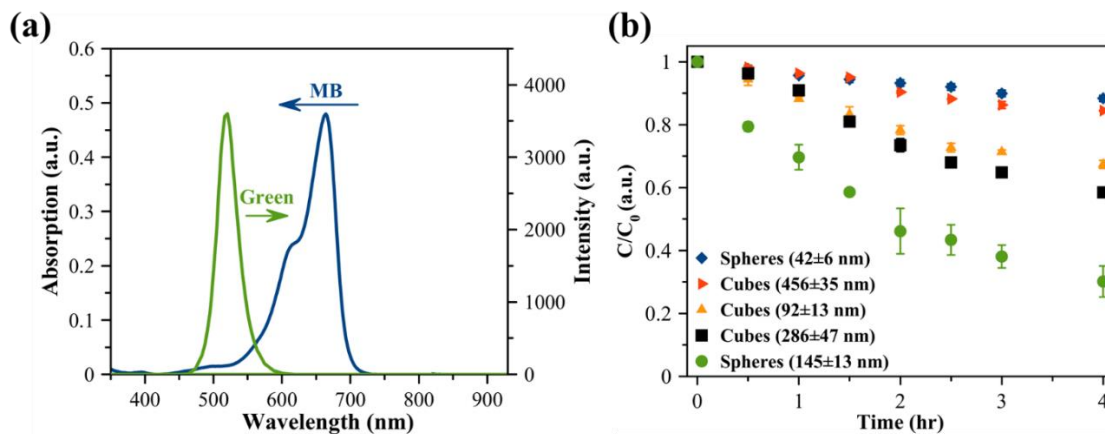 (a)
0.6
0.5
0.4
0.3
0.2
0.1
0
Absorption (a.u.)
MB
Green
4000
3000
2000
1000
0
Intensity (a.u.)
400 500 600 700 800 900
Wavelength (nm)
(b)
1
0.8
0.6
0.4
0.2
0
C/C₀ (a.u.)
Spheres (42±6 nm)
Cubes (456±35 nm)
Cubes (92±13 nm)
Cubes (286±47 nm)
Spheres (145±13 nm)
0 1 2 3 4
Time (hr)